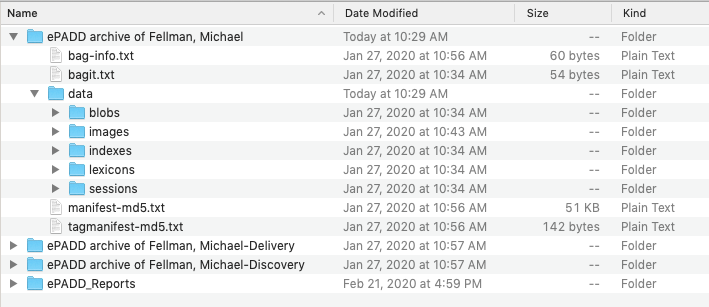 Name Date Modified Size Kind
ePADD archive of Fellman, Michael Today at 10:29 AM -- Folder
bag-info.txt Jan 27, 2020 at 10:56 AM 60 bytes Plain Text
bagit.txt Jan 27, 2020 at 10:34 AM 54 bytes Plain Text
data Today at 10:29 AM -- Folder
blobs Jan 27, 2020 at 10:34 AM -- Folder
images Jan 27, 2020 at 10:43 AM -- Folder
indexes Jan 27, 2020 at 10:34 AM -- Folder
lexicons Jan 27, 2020 at 10:34 AM -- Folder
sessions Jan 27, 2020 at 10:34 AM -- Folder
manifest-md5.txt Jan 27, 2020 at 10:56 AM 51 KB Plain Text
tagmanifest-md5.txt Jan 27, 2020 at 10:56 AM 142 bytes Plain Text
ePADD archive of Fellman, Michael-Delivery Jan 27, 2020 at 10:57 AM -- Folder
ePADD archive of Fellman, Michael-Discovery Jan 27, 2020 at 10:57 AM -- Folder
ePADD_Reports Feb 21, 2020 at 4:59 PM -- Folder